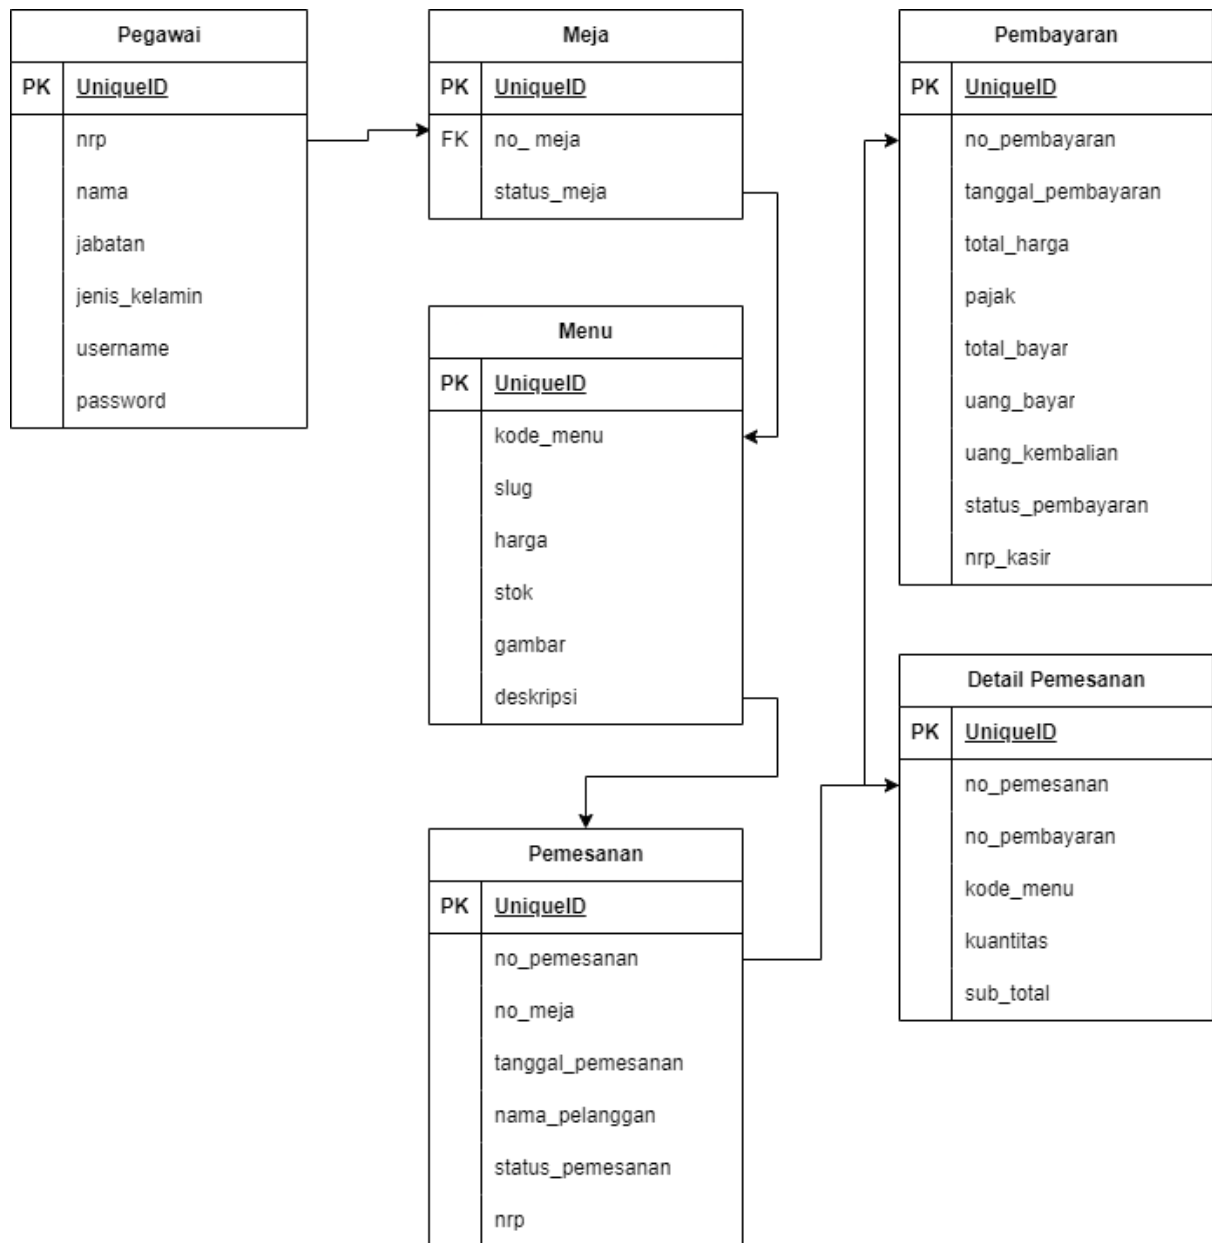 Pegawai
PK UniqueID
nrp
nama
jabatan
jenis_kelamin
username
password
Meja
PK UniqueID
FK no_ meja
status_meja
Menu
PK UniqueID
kode_menu
slug
harga
stok
gambar
deskripsi
Pemesanan
PK UniqueID
no_pemesanan
no_meja
tanggal_pemesanan
nama_pelanggan
status_pemesanan
nrp
Pembayaran
PK UniqueID
no_pembayaran
tanggal_pembayaran
total_harga
pajak
total_bayar
uang_bayar
uang_kembalian
status_pembayaran
nrp_kasir
Detail Pemesanan
PK UniqueID
no_pemesanan
no_pembayaran
kode_menu
kuantitas
sub_total